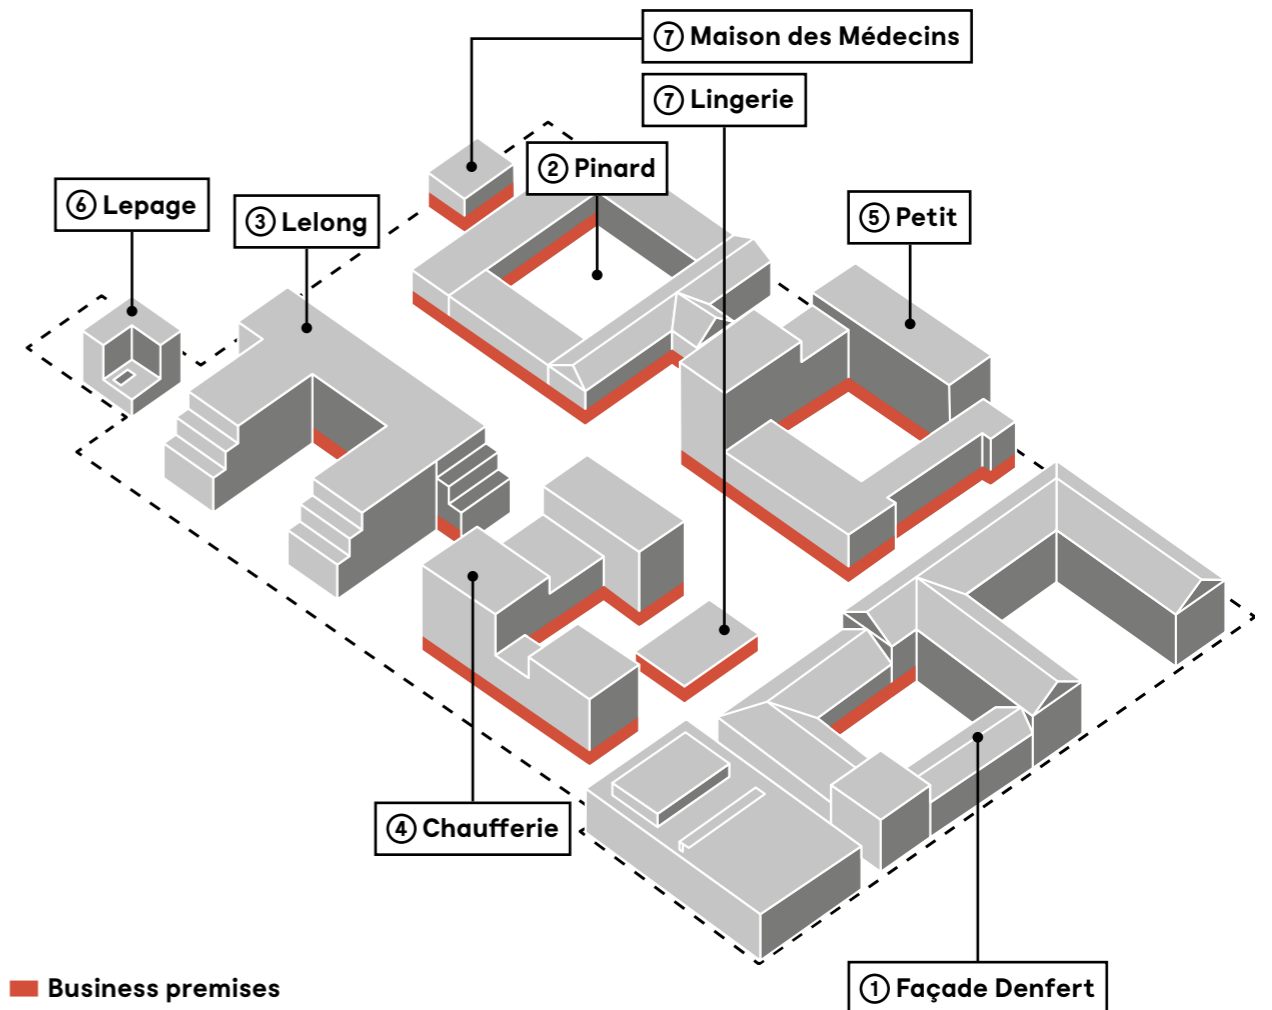 ⑦ Maison des Médecins
⑦ Lingerie
② Pinard
⑥ Lepage
③ Lelong
⑤ Petit
④ Chaufferie
① Façade Denfert
Business premises